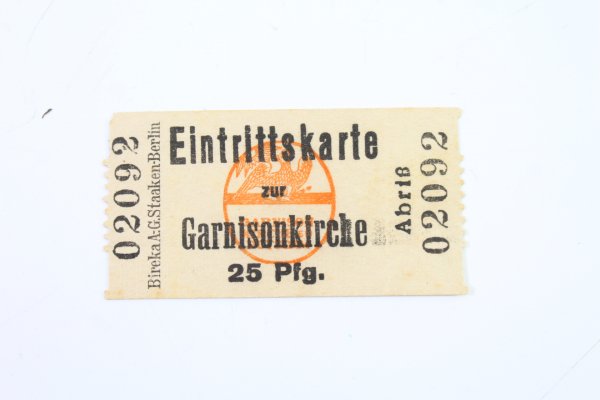 02092
Bireka A:G. Staaken-Berlin
Eintrittskarte
zur
Garnisonkirche
25 Pfg.
Abriß
02092